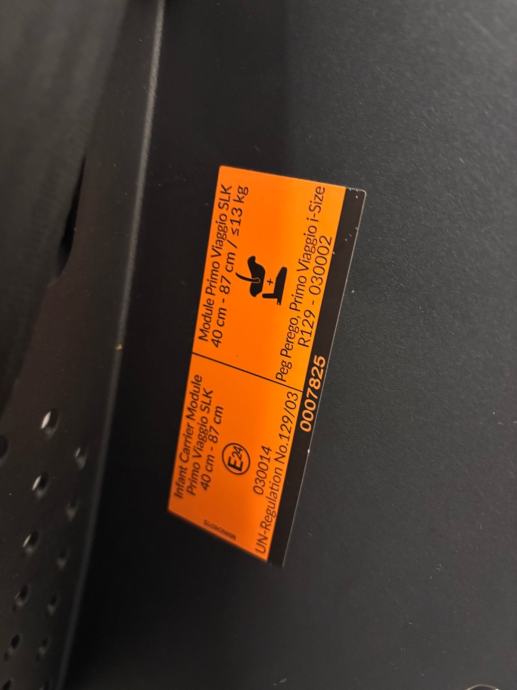 Infant Carrier Module
Primo Viaggio SLK
40 cm - 87 cm
E24
030014
UN-Regulation No.129/03
Module Primo Viaggio SLK
40 cm - 87 cm / ≤13 kg
Peg Perego, Primo Viaggio i-Size
R129 - 030002
0007825